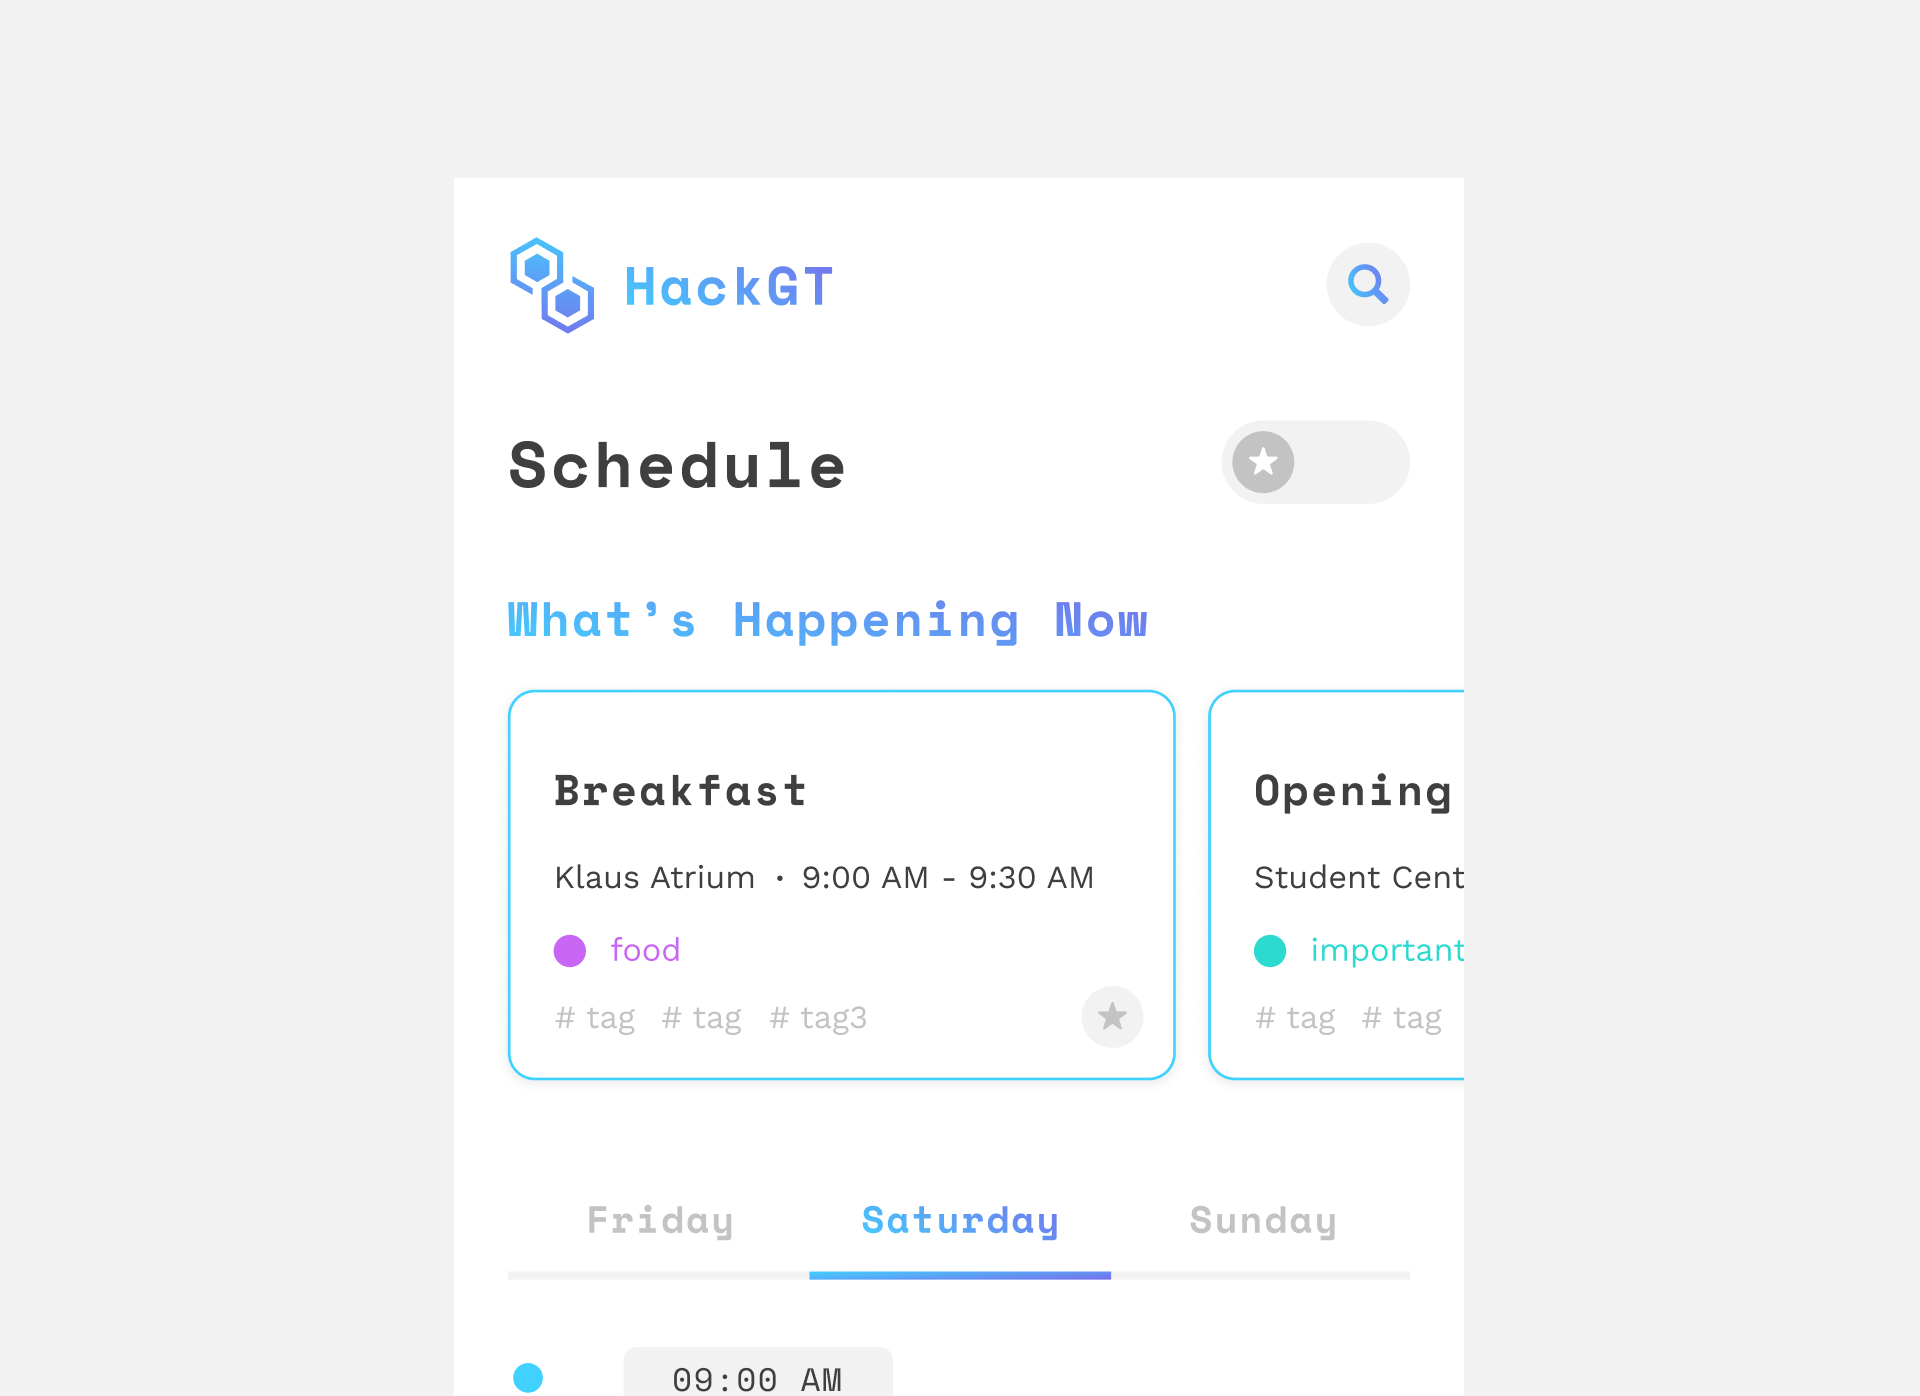 HackGT
Schedule
What’s Happening Now
Breakfast
Klaus Atrium · 9:00 AM - 9:30 AM
food
# tag # tag # tag3
Opening
Student Cent
important
# tag # tag
Friday Saturday Sunday
09:00 AM